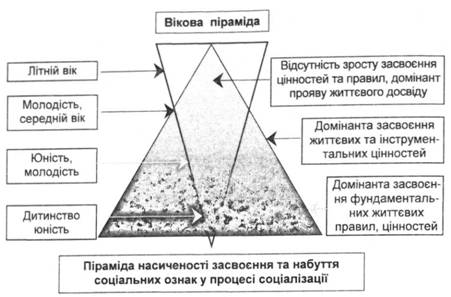 Вікова піраміда
Літній вік
Молодість,
середній вік
Юність,
молодість
Дитинство
юність
Відсутність зросту засвоєння
цінностей та правил, домінант
прояву життєвого досвіду
Домінанта засвоєння
життєвих та інструмен-
тальних цінностей
Домінанта засвоєн-
ня фундаменталь-
них життєвих
правил, цінностей
Піраміда насиченості засвоєння та набуття
соціальних ознак у процесі соціалізації